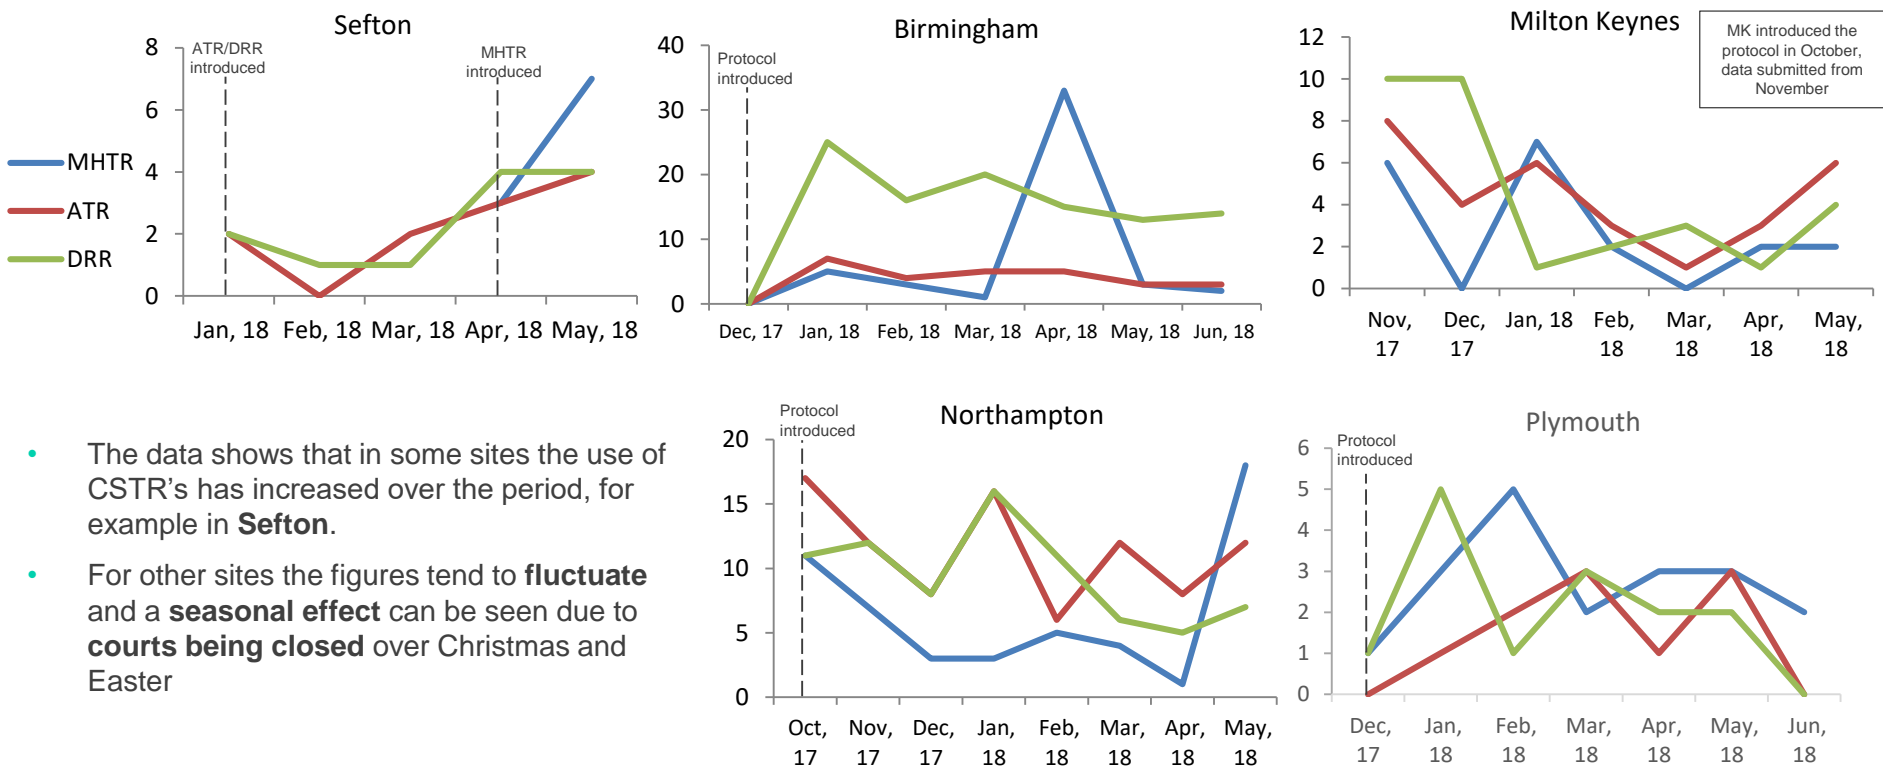 Sefton
ATR/DRR
introduced
MHTR
introduced
8
6
4
2
0
Jan, 18 Feb, 18 Mar, 18 Apr, 18 May, 18
MHTR
ATR
DRR
Birmingham
Protocol
introduced
40
30
20
10
0
Dec, 17 Jan, 18 Feb, 18 Mar, 18 Apr, 18 May, 18 Jun, 18
Milton Keynes
MK introduced the
protocol in October,
data submitted from
November
12
10
8
6
4
2
0
Nov, Dec, Jan, 18 Feb, Mar, Apr, May,
17 17 18 18 18 18
• The data shows that in some sites the use of
CSTR’s has increased over the period, for
example in Sefton.
• For other sites the figures tend to fluctuate
and a seasonal effect can be seen due to
courts being closed over Christmas and
Easter
Northampton
Protocol
introduced
20
15
10
5
0
Oct, Nov, Dec, Jan, Feb, Mar, Apr, May,
17 17 17 18 18 18 18 18
Plymouth
Protocol
introduced
6
5
4
3
2
1
0
Dec, Jan, Feb, Mar, Apr, May, Jun,
17 18 18 18 18 18 18